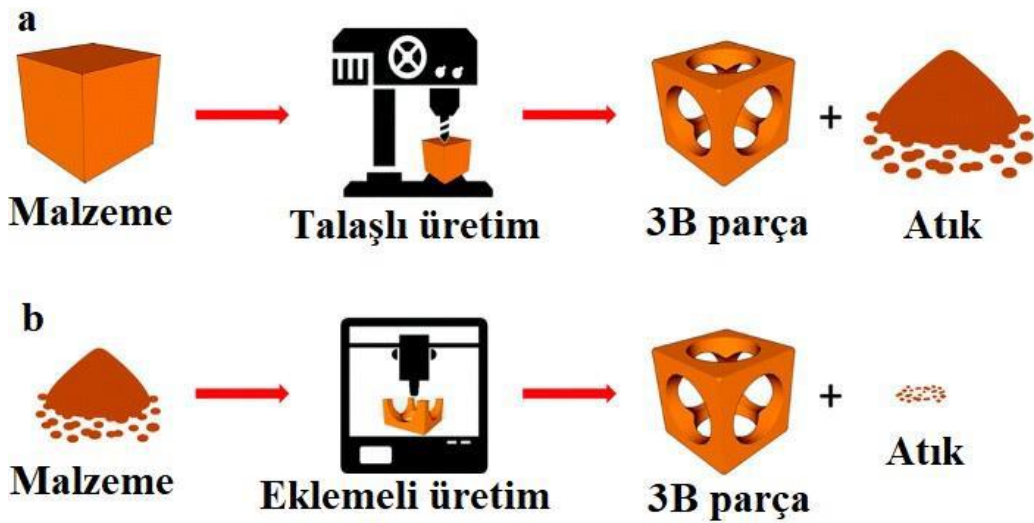 a
Malzeme
Talaşlı üretim
3B parça
+
Atık
b
Malzeme
Eklemeli üretim
3B parça
+
Atık